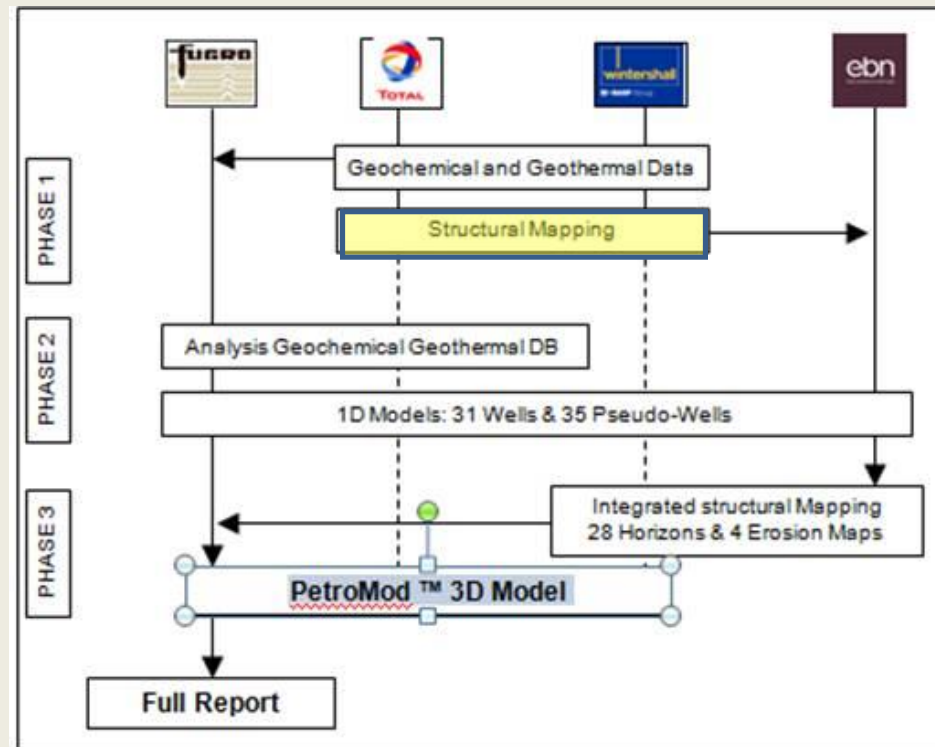 FUGRO
TOTAL
wintershall
ebn
PHASE 1
Geochemical and Geothermal Data
Structural Mapping
PHASE 2
Analysis Geochemical Geothermal DB
1D Models: 31 Wells & 35 Pseudo-Wells
PHASE 3
Integrated structural Mapping
28 Horizons & 4 Erosion Maps
PetroMod ™ 3D Model
Full Report